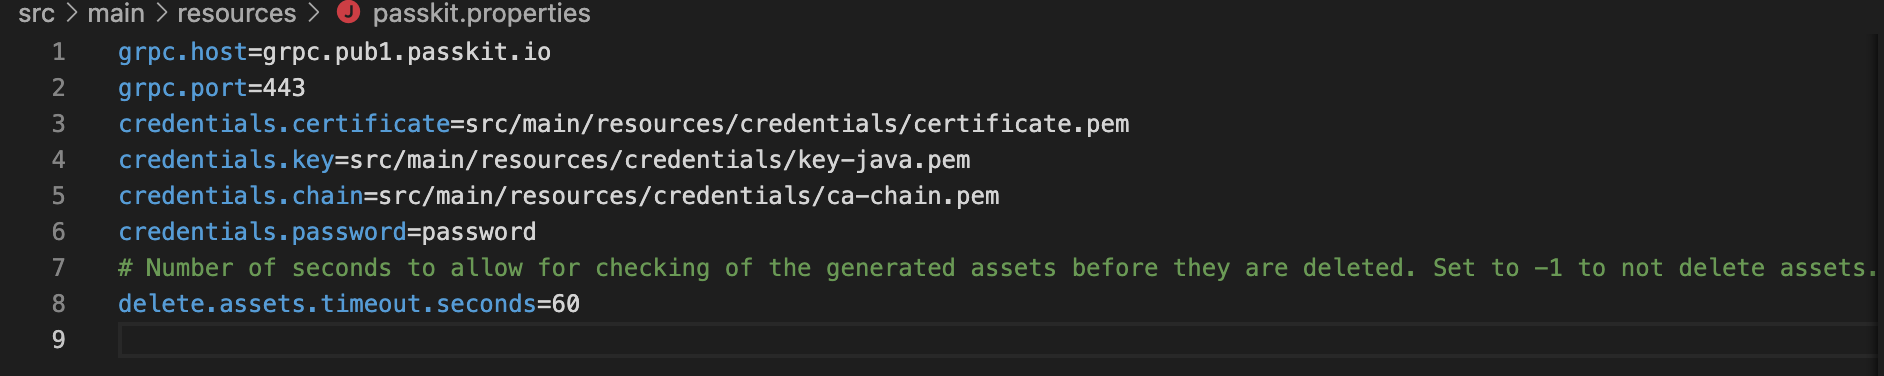 src > main > resources > J passkit.properties
1 grpc.host=grpc.pub1.passkit.io
2 grpc.port=443
3 credentials.certificate=src/main/resources/credentials/certificate.pem
4 credentials.key=src/main/resources/credentials/key-java.pem
5 credentials.chain=src/main/resources/credentials/ca-chain.pem
6 credentials.password=password
7 # Number of seconds to allow for checking of the generated assets before they are deleted. Set to -1 to not delete assets.
8 delete.assets.timeout.seconds=60
9